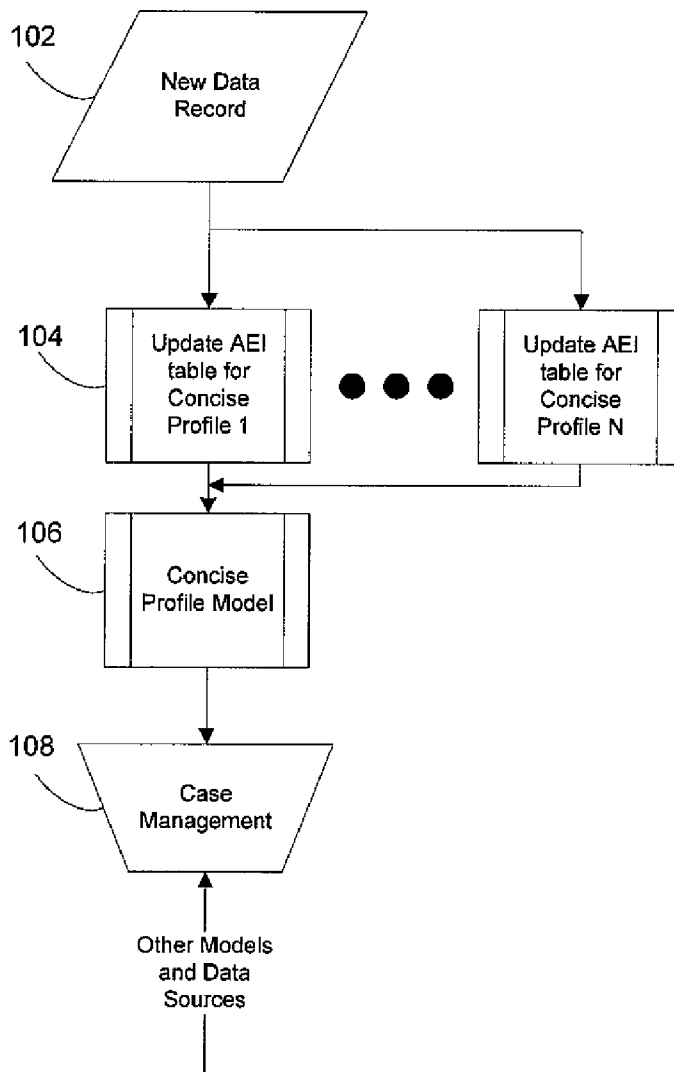 102
New Data
Record
104
Update AEI
table for
Concise
Profile 1
Update AEI
table for
Concise
Profile N
106
Concise
Profile Model
108
Case
Management
Other Models
and Data
Sources